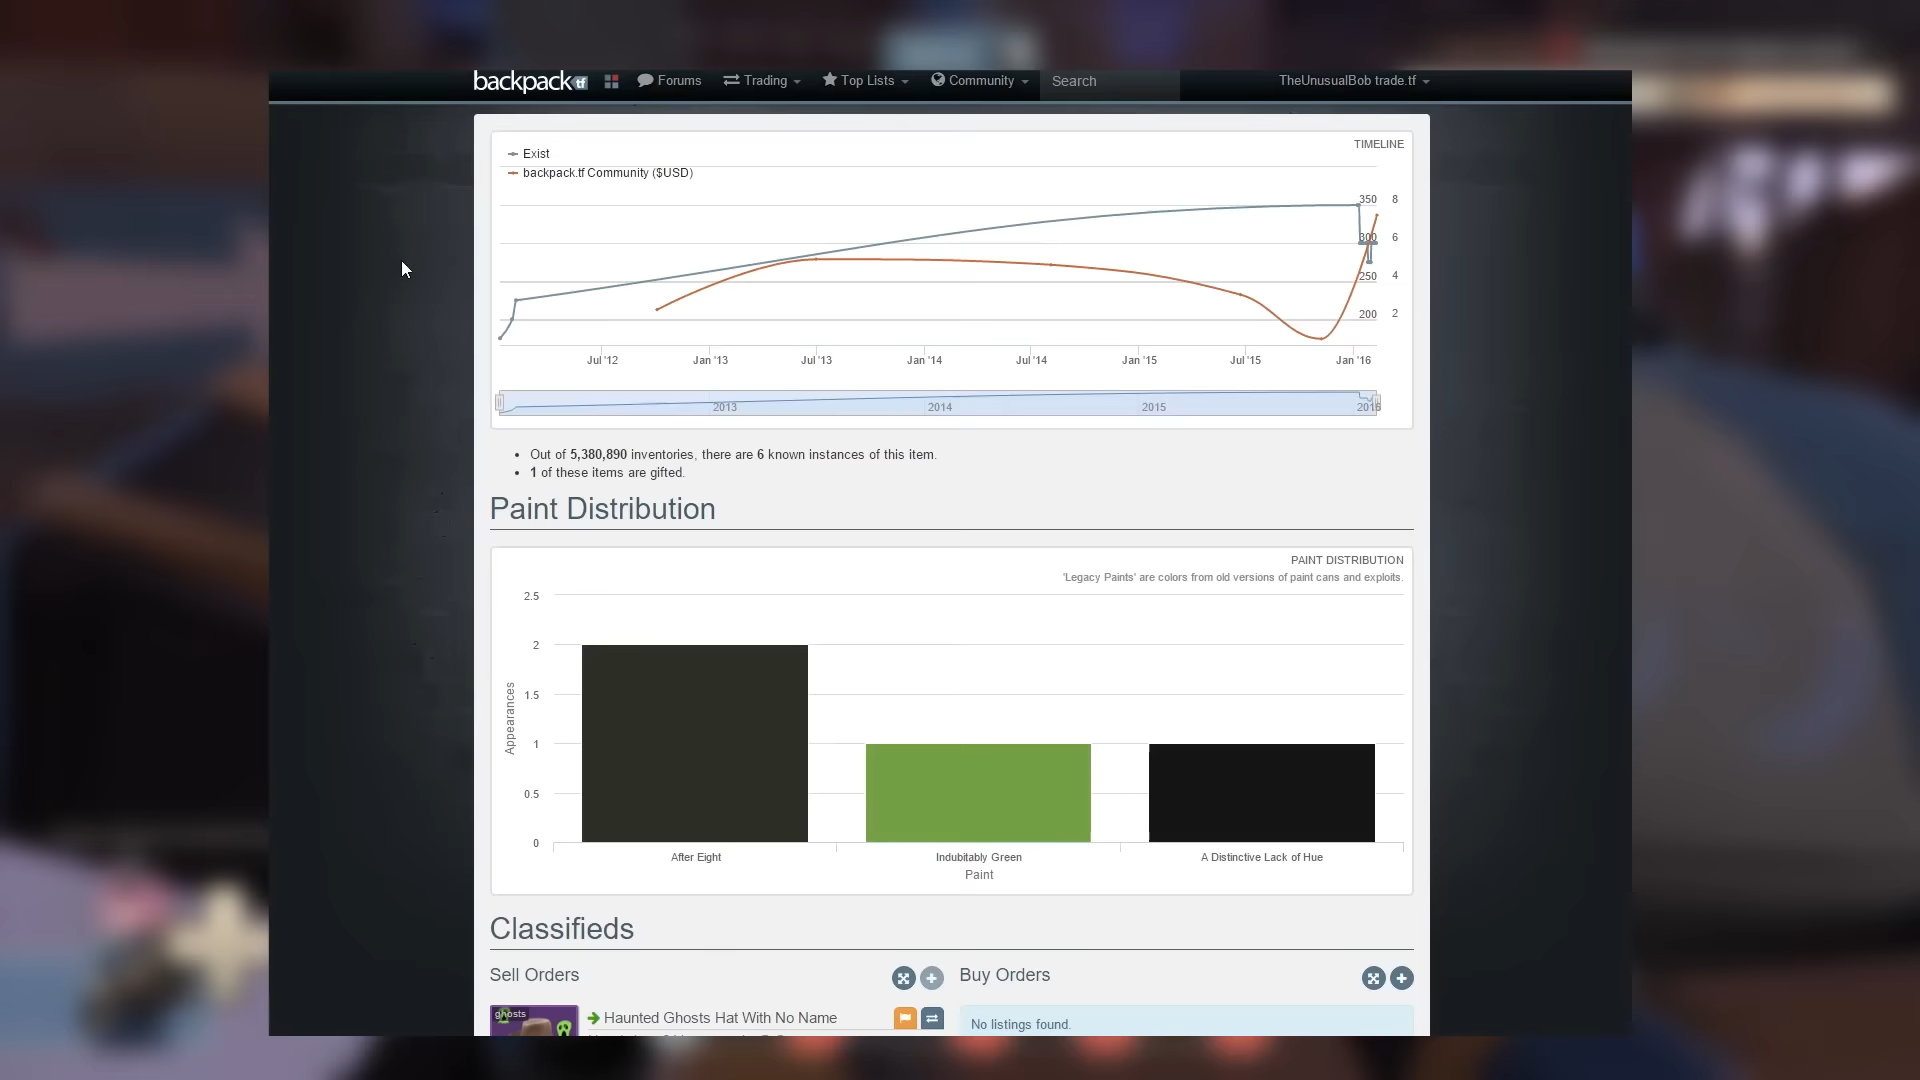 backpack tf Forums Trading Top Lists Community Search TheUnusualBob trade.tf
TIMELINE
Exist
backpack.tf Community ($USD)
350 8
300 6
250 4
200 2
Jul '12 Jan '13 Jul '13 Jan '14 Jul '14 Jan '15 Jul '15 Jan '16
2013 2014 2015 2016
Out of 5,380,890 inventories, there are 6 known instances of this item.
1 of these items are gifted.
Paint Distribution
PAINT DISTRIBUTION
'Legacy Paints' are colors from old versions of paint cans and exploits.
2.5
2
1.5
1
0.5
0
Appearances
After Eight Indubitably Green A Distinctive Lack of Hue
Paint
Classifieds
Sell Orders Buy Orders
ghosts
Haunted Ghosts Hat With No Name
No listings found.